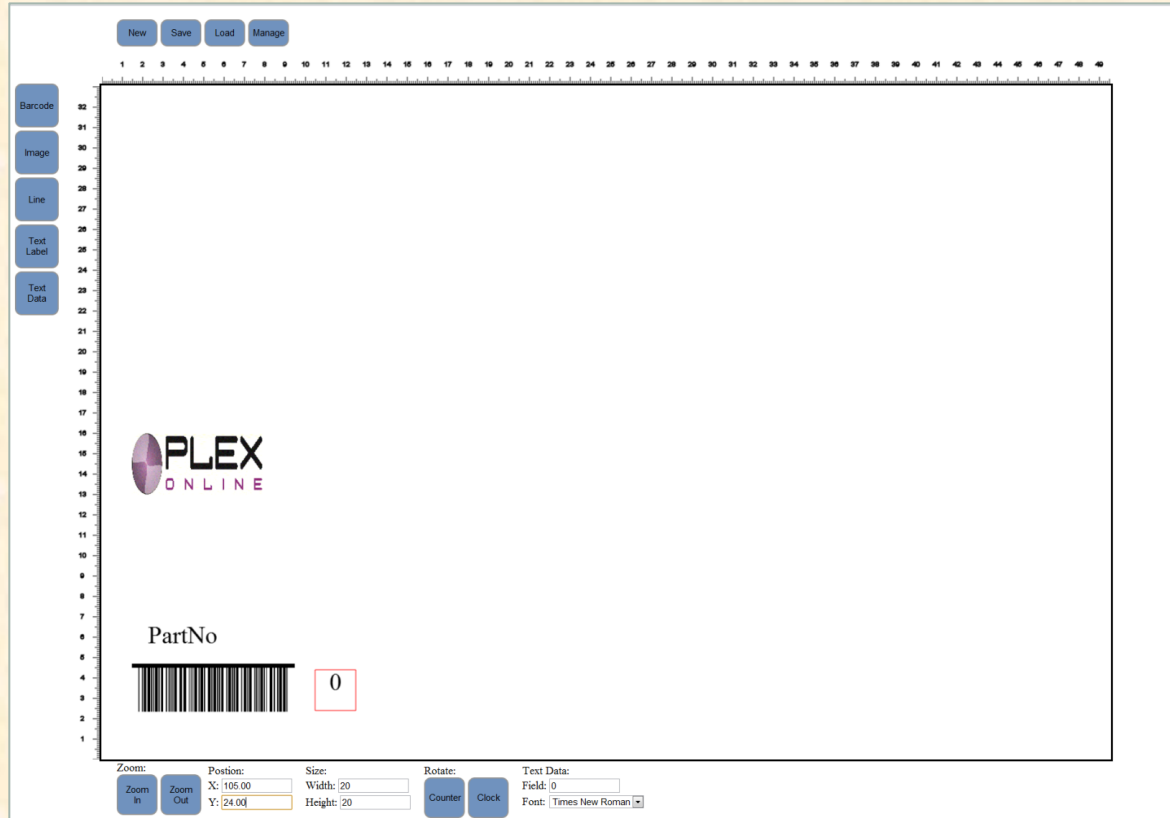 New Save Load Manage
1 2 3 4 5 6 7 8 9 10 11 12 13 14 15 16 17 18 19 20 21 22 23 24 25 26 27 28 29 30 31 32 33 34 35 36 37 38 39 40 41 42 43 44 45 46 47 48 49
Barcode
Image
Line
Text
Label
Text
Data
32
31
30
29
28
27
26
25
24
23
22
21
20
19
18
17
16
15
14
13
12
11
10
9
8
7
6
5
4
3
2
1
PLEX
ONLINE
PartNo
0
Zoom: Postion: Size: Rotate: Text Data:
Zoom
In
Zoom
Out
X: 105.00 Width: 20 Counter Clock Field: 0
Y: 24.00 Height: 20 Font: Times New Roman